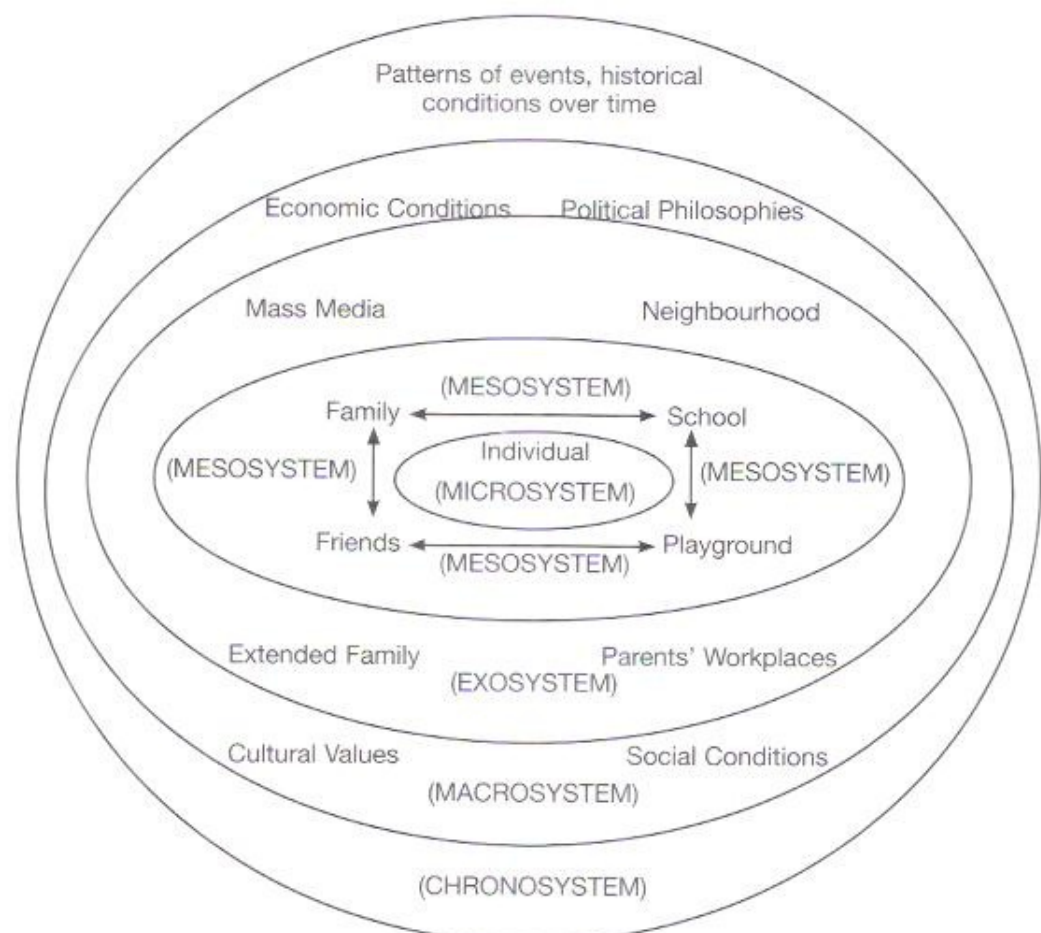 Patterns of events, historical
conditions over time
Economic Conditions Political Philosophies
Mass Media Neighbourhood
(MESOSYSTEM)
Family School
Individual
(MESOSYSTEM) (MICROSYSTEM) (MESOSYSTEM)
Friends Playground
(MESOSYSTEM)
Extended Family Parents’ Workplaces
(EXOSYSTEM)
Cultural Values Social Conditions
(MACROSYSTEM)
(CHRONOSYSTEM)